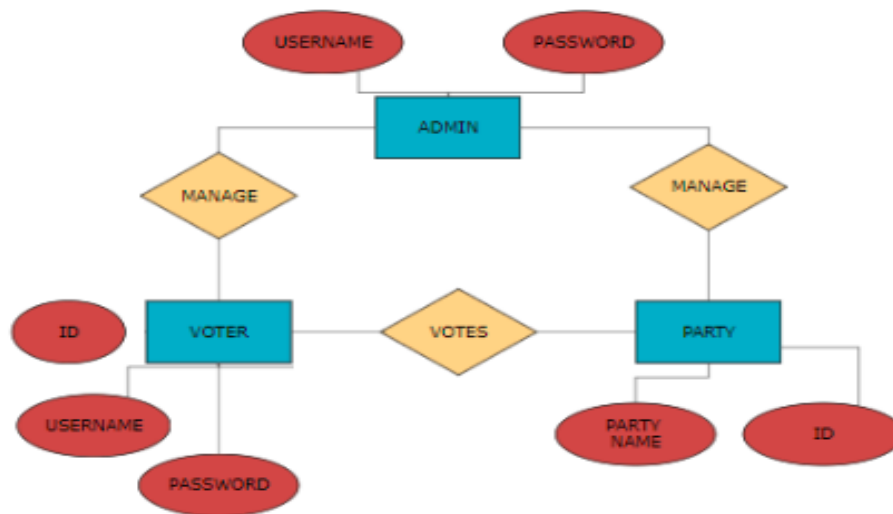 USERNAME
PASSWORD
ADMIN
MANAGE
MANAGE
ID
VOTER
VOTES
PARTY
USERNAME
PARTY
NAME
ID
PASSWORD